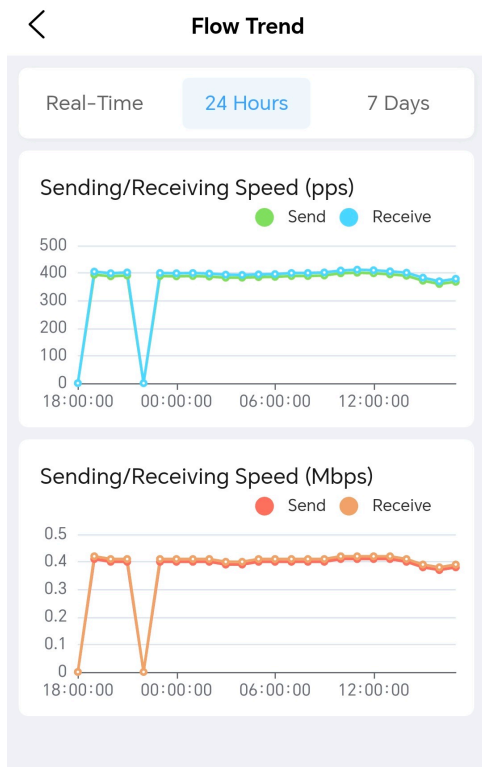 Flow Trend
Real-Time 24 Hours 7 Days
Sending/Receiving Speed (pps)
Send Receive
500
400
300
200
100
0
18:00:00 00:00:00 06:00:00 12:00:00
Sending/Receiving Speed (Mbps)
Send Receive
0.5
0.4
0.3
0.2
0.1
0
18:00:00 00:00:00 06:00:00 12:00:00